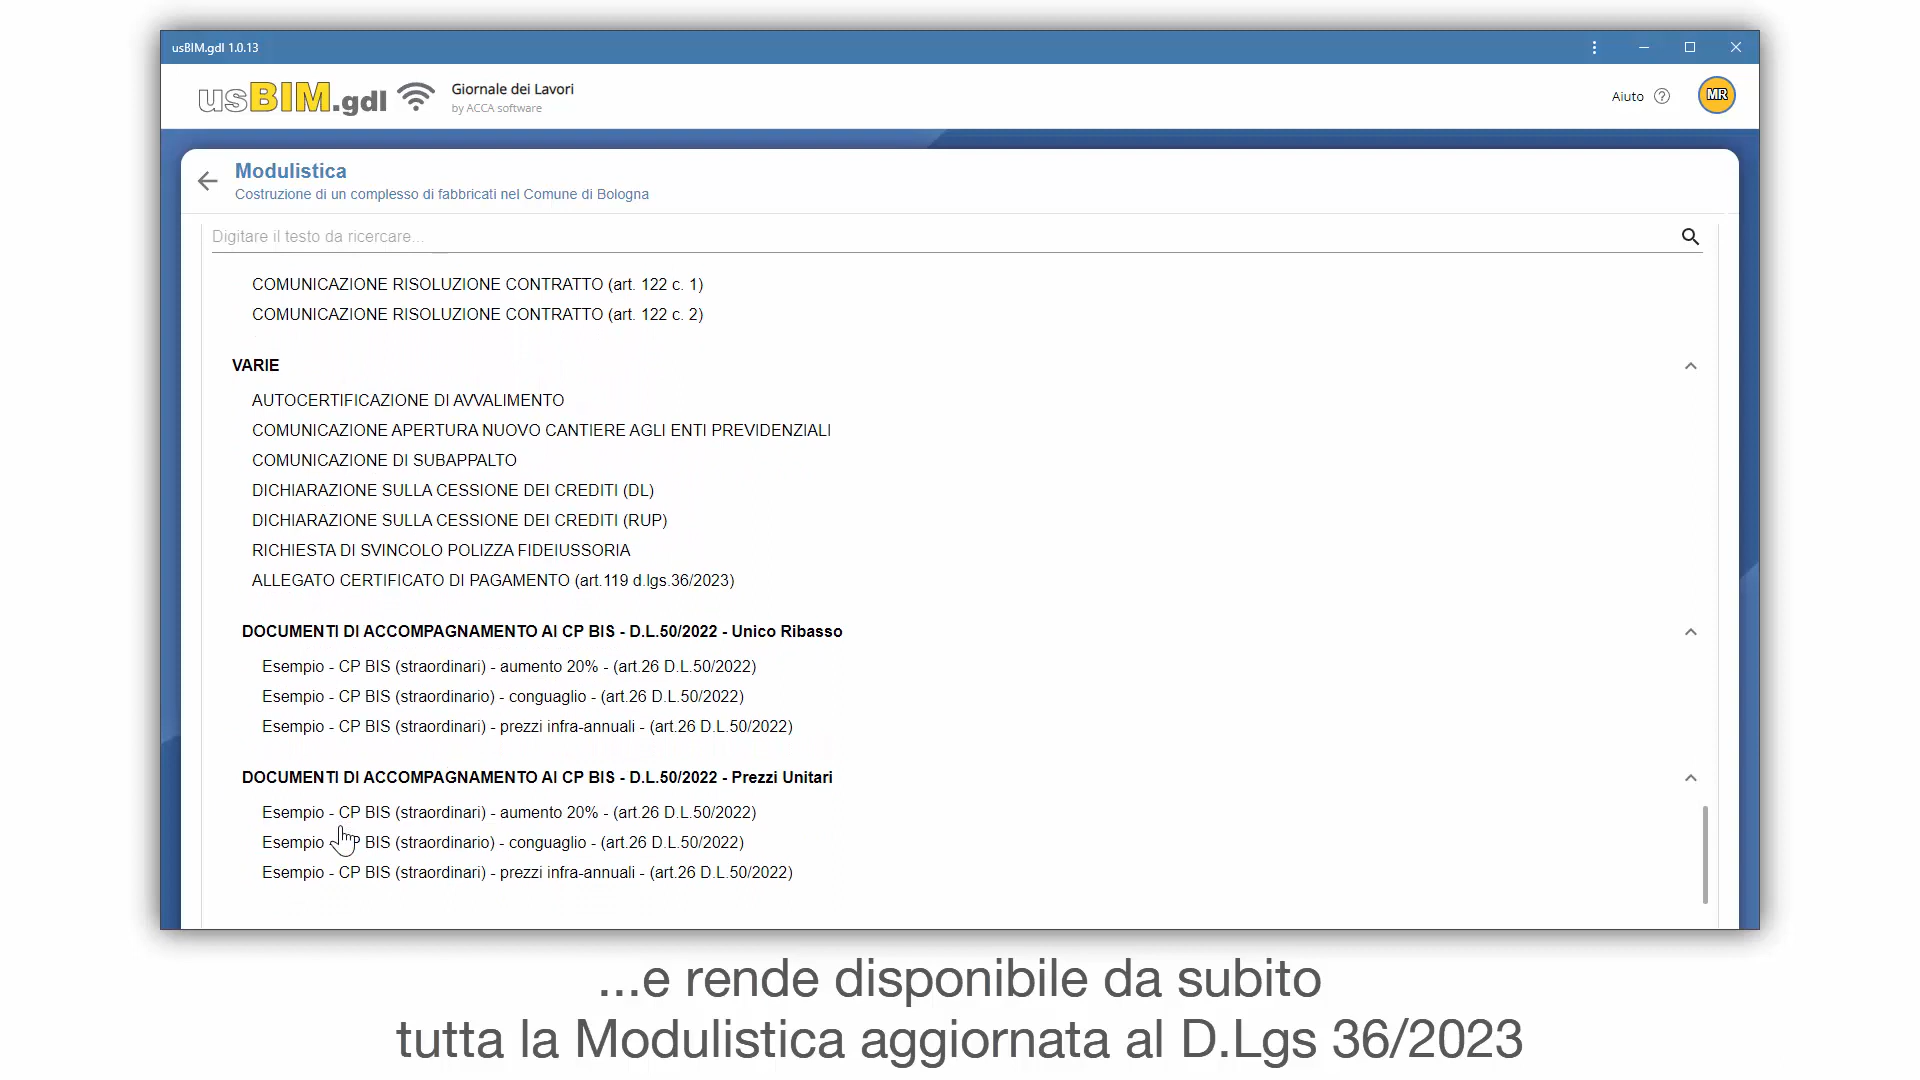 usBIM.gdl 1.0.13
usBIM.gdl
Giornale dei Lavori
by ACCA software
Aiuto
MR
Modulistica
Costruzione di un complesso di fabbricati nel Comune di Bologna
Digitare il testo da ricercare...
COMUNICAZIONE RISOLUZIONE CONTRATTO (art. 122 c. 1)
COMUNICAZIONE RISOLUZIONE CONTRATTO (art. 122 c. 2)
VARIE
AUTOCERTIFICAZIONE DI AVVALIMENTO
COMUNICAZIONE APERTURA NUOVO CANTIERE AGLI ENTI PREVIDENZIALI
COMUNICAZIONE DI SUBAPPALTO
DICHIARAZIONE SULLA CESSIONE DEI CREDITI (DL)
DICHIARAZIONE SULLA CESSIONE DEI CREDITI (RUP)
RICHIESTA DI SVINCOLO POLIZZA FIDEIUSSORIA
ALLEGATO CERTIFICATO DI PAGAMENTO (art.119 d.lgs.36/2023)
DOCUMENTI DI ACCOMPAGNAMENTO AI CP BIS - D.L.50/2022 - Unico Ribasso
Esempio - CP BIS (straordinari) - aumento 20% - (art.26 D.L.50/2022)
Esempio - CP BIS (straordinario) - conguaglio - (art.26 D.L.50/2022)
Esempio - CP BIS (straordinari) - prezzi infra-annuali - (art.26 D.L.50/2022)
DOCUMENTI DI ACCOMPAGNAMENTO AI CP BIS - D.L.50/2022 - Prezzi Unitari
Esempio - CP BIS (straordinari) - aumento 20% - (art.26 D.L.50/2022)
Esempio - CP BIS (straordinario) - conguaglio - (art.26 D.L.50/2022)
Esempio - CP BIS (straordinari) - prezzi infra-annuali - (art.26 D.L.50/2022)
...e rende disponibile da subito
tutta la Modulistica aggiornata al D.Lgs 36/2023